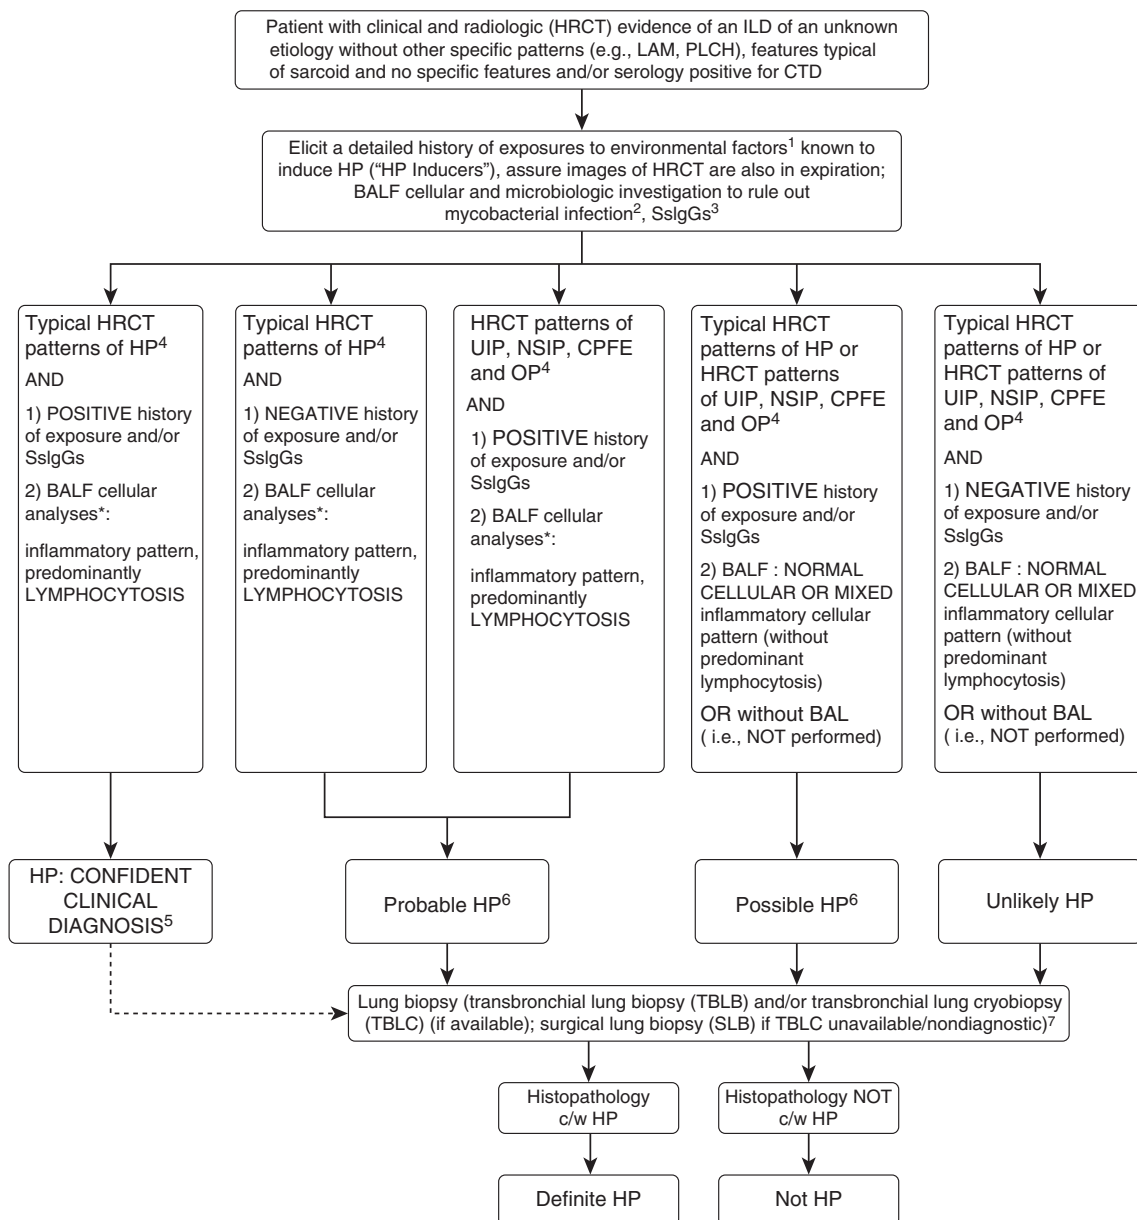 Patient with clinical and radiologic (HRCT) evidence of an ILD of an unknown
etiology without other specific patterns (e.g., LAM, PLCH), features typical
of sarcoid and no specific features and/or serology positive for CTD
Elicit a detailed history of exposures to environmental factors1 known to
induce HP (“HP Inducers”), assure images of HRCT are also in expiration;
BALF cellular and microbiologic investigation to rule out
mycobacterial infection2, SsIgGs3
Typical HRCT
patterns of HP4
AND
1) POSITIVE history
of exposure and/or
SsIgGs
2) BALF cellular
analyses*:
inflammatory pattern,
predominantly
LYMPHOCYTOSIS
Typical HRCT
patterns of HP4
AND
1) NEGATIVE history
of exposure and/or
SsIgGs
2) BALF cellular
analyses*:
inflammatory pattern,
predominantly
LYMPHOCYTOSIS
HRCT patterns of
UIP, NSIP, CPFE
and OP4
AND
1) POSITIVE history
of exposure and/or
SsIgGs
2) BALF cellular
analyses*:
inflammatory pattern,
predominantly
LYMPHOCYTOSIS
Typical HRCT
patterns of HP or
HRCT patterns
of UIP, NSIP, CPFE
and OP4
AND
1) POSITIVE history
of exposure and/or
SsIgGs
2) BALF : NORMAL
CELLULAR OR MIXED
inflammatory cellular
pattern (without
predominant
lymphocytosis)
OR without BAL
( i.e., NOT performed)
Typical HRCT
patterns of HP or
HRCT patterns of
UIP, NSIP, CPFE
and OP4
AND
1) NEGATIVE history
of exposure and/or
SsIgGs
2) BALF : NORMAL
CELLULAR OR MIXED
inflammatory cellular
pattern (without
predominant
lymphocytosis)
OR without BAL
( i.e., NOT performed)
HP: CONFIDENT
CLINICAL
DIAGNOSIS5
Probable HP6
Possible HP6
Unlikely HP
Lung biopsy (transbronchial lung biopsy (TBLB) and/or transbronchial lung cryobiopsy
(TBLC) (if available); surgical lung biopsy (SLB) if TBLC unavailable/nondiagnostic)7
Histopathology
c/w HP
Histopathology NOT
c/w HP
Definite HP
Not HP